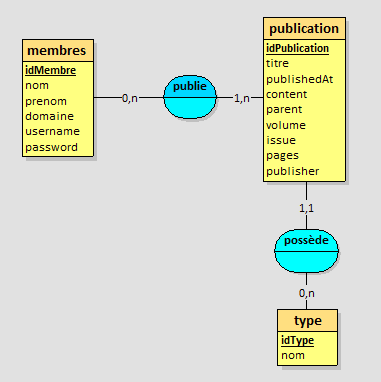 membres
idMembre
nom
prenom
domaine
username
password
0,n
publie
1,n
publication
idPublication
titre
publishedAt
content
parent
volume
issue
pages
publisher
1,1
possède
0,n
type
idType
nom